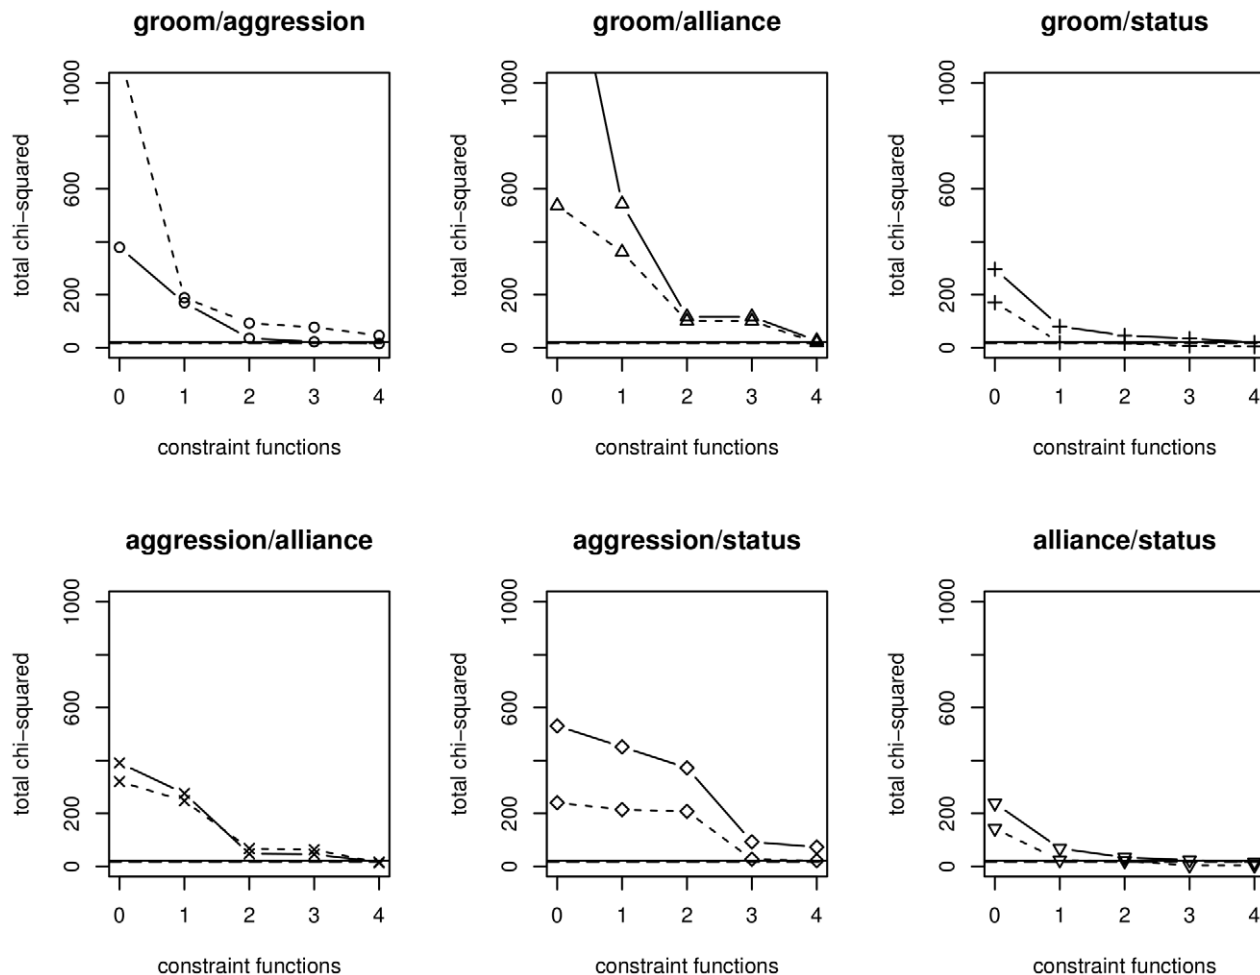 groom/aggression
groom/alliance
groom/status
total chi−squared
0 200 600 1000
0 1 2 3 4
constraint functions
total chi−squared
0 200 600 1000
0 1 2 3 4
constraint functions
total chi−squared
0 200 600 1000
0 1 2 3 4
constraint functions
aggression/alliance
aggression/status
alliance/status
total chi−squared
0 200 600 1000
0 1 2 3 4
constraint functions
total chi−squared
0 200 600 1000
0 1 2 3 4
constraint functions
total chi−squared
0 200 600 1000
0 1 2 3 4
constraint functions